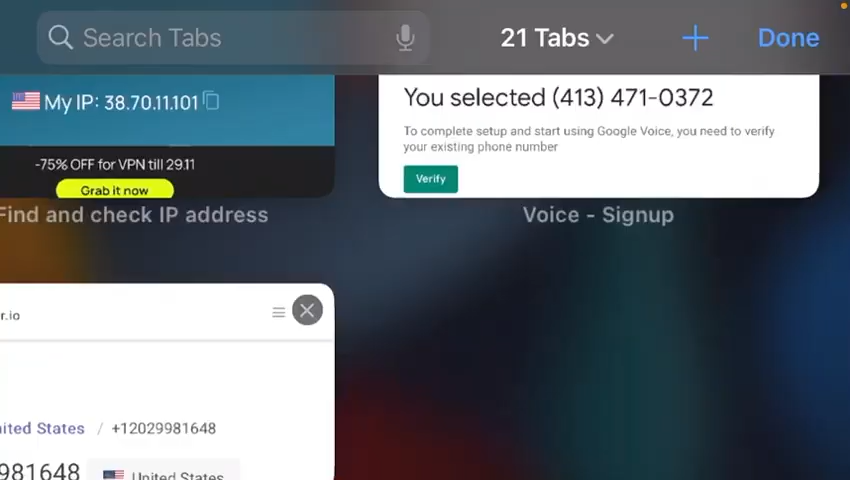 Search Tabs
21 Tabs
Done
My IP: 38.70.11.101
-75% OFF for VPN till 29.11
Grab it now
Find and check IP address
You selected (413) 471-0372
To complete setup and start using Google Voice, you need to verify
your existing phone number
Verify
Voice - Signup
r.io
ited States / +12029981648
981648
United States